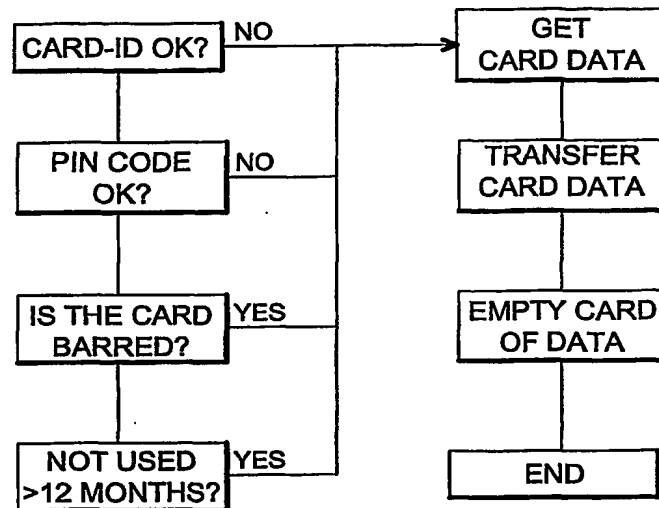 CARD-ID OK?
NO
PIN CODE
OK?
NO
IS THE CARD
BARRED?
YES
NOT USED
>12 MONTHS?
YES
GET
CARD DATA
TRANSFER
CARD DATA
EMPTY CARD
OF DATA
END